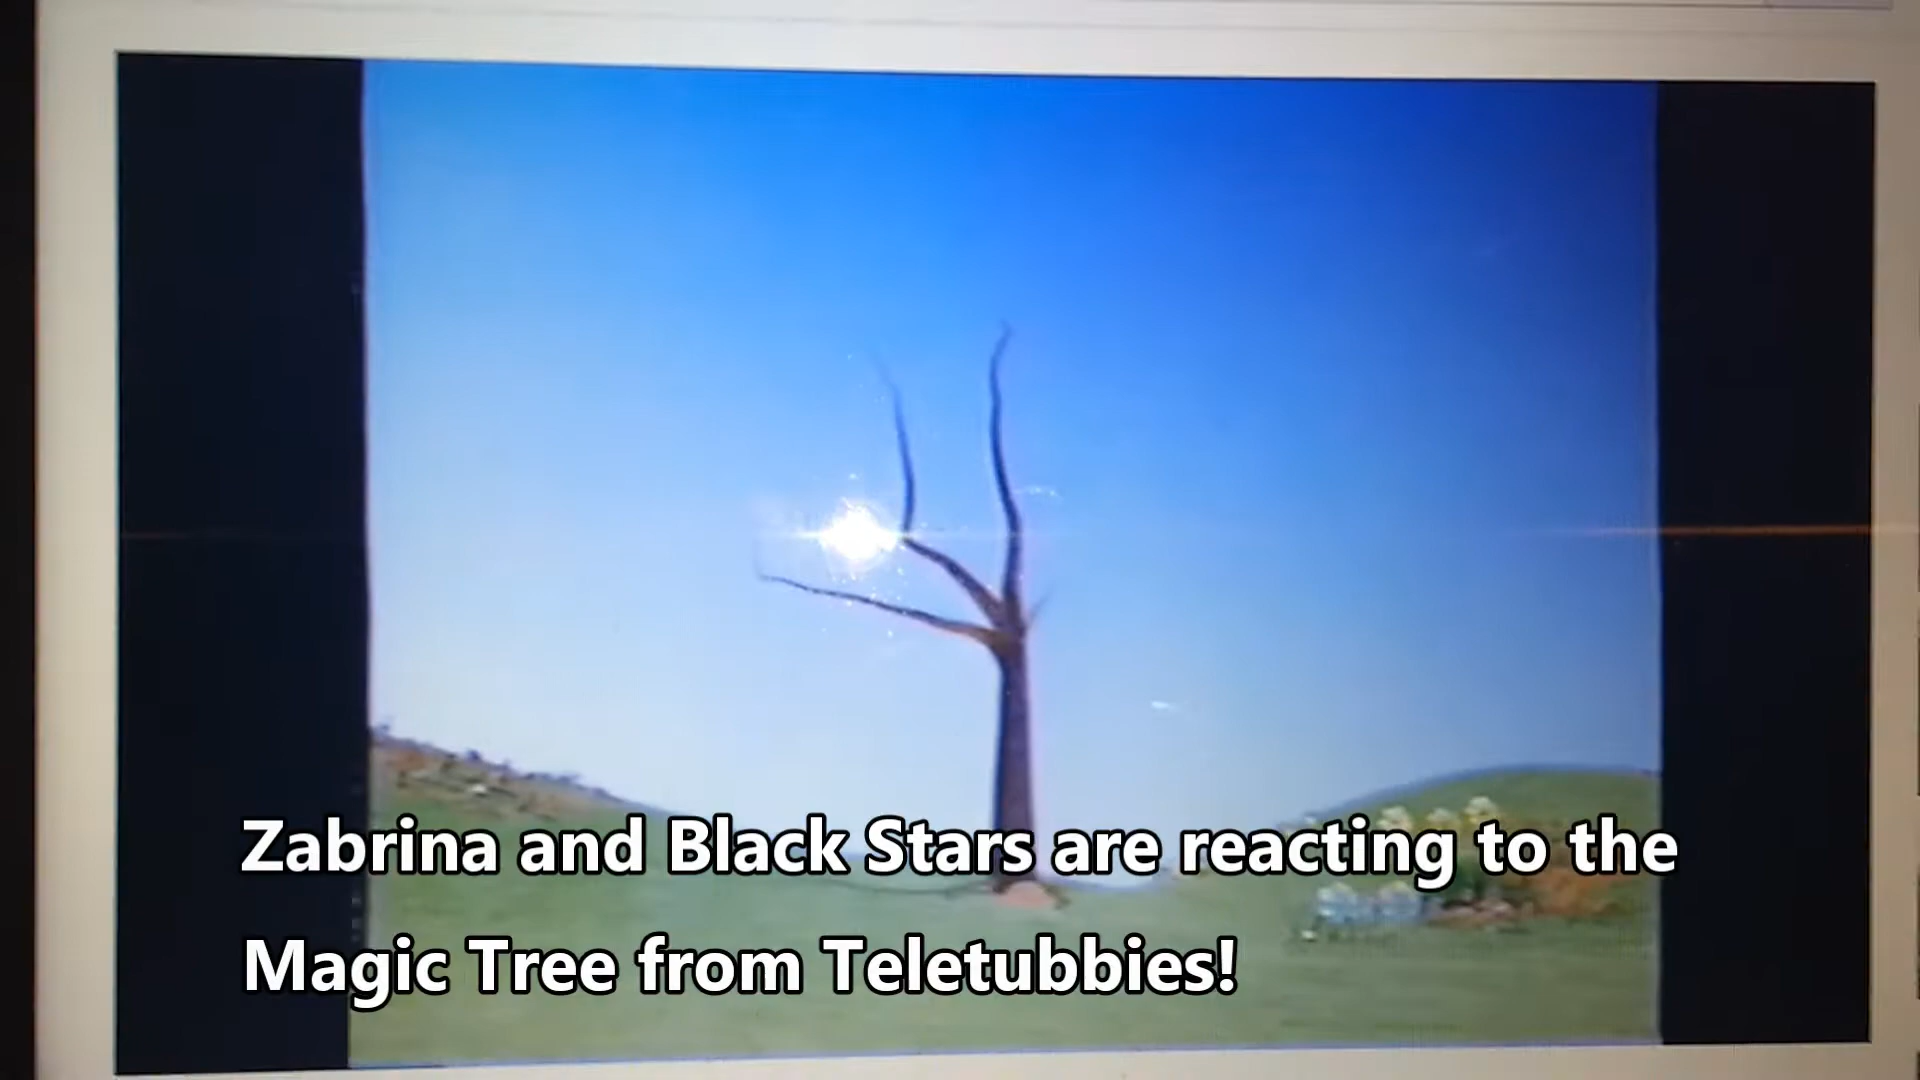 Zabrina and Black Stars are reacting to the
Magic Tree from Teletubbies!